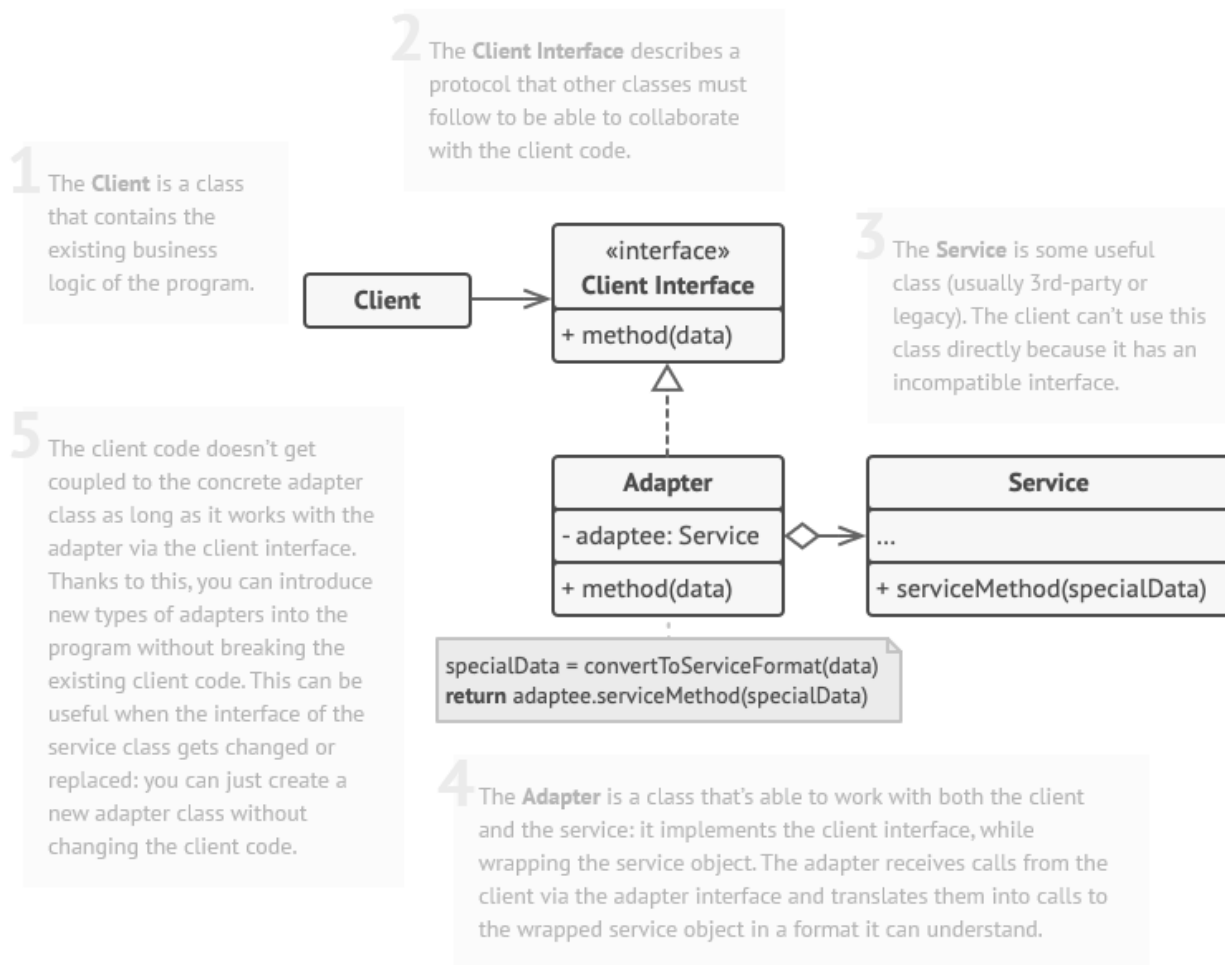 1
The Client is a class
that contains the
existing business
logic of the program.
2
The Client Interface describes a
protocol that other classes must
follow to be able to collaborate
with the client code.
Client
«interface»
Client Interface
+ method(data)
3
The Service is some useful
class (usually 3rd-party or
legacy). The client can’t use this
class directly because it has an
incompatible interface.
Adapter
- adaptee: Service
+ method(data)
Service
...
+ serviceMethod(specialData)
specialData = convertToServiceFormat(data)
return adaptee.serviceMethod(specialData)
4
The Adapter is a class that’s able to work with both the client
and the service: it implements the client interface, while
wrapping the service object. The adapter receives calls from the
client via the adapter interface and translates them into calls to
the wrapped service object in a format it can understand.
5
The client code doesn’t get
coupled to the concrete adapter
class as long as it works with the
adapter via the client interface.
Thanks to this, you can introduce
new types of adapters into the
program without breaking the
existing client code. This can be
useful when the interface of the
service class gets changed or
replaced: you can just create a
new adapter class without
changing the client code.